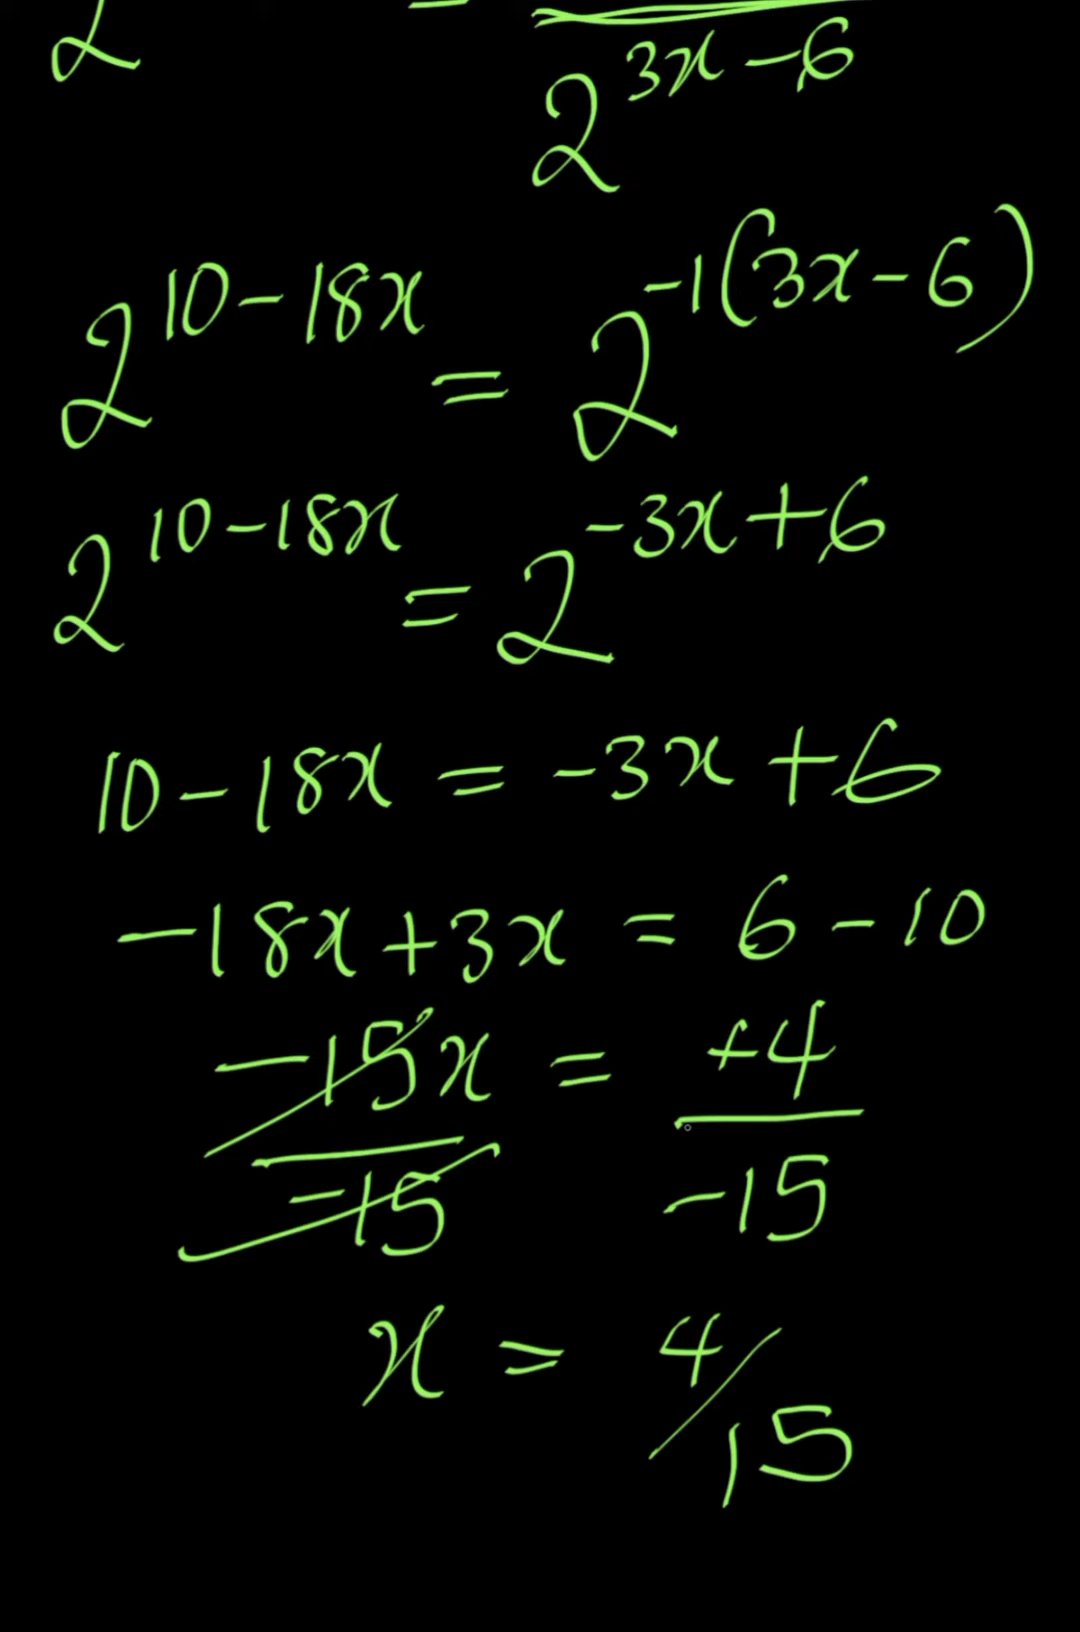 2 = ―
2^(3x-6)
2^(10-18x) = 2^(-1(3x-6))
2^(10-18x) = 2^(-3x+6)
10-18x = -3x+6
-18x+3x = 6-10
-15x = +4
-15 -15
x = 4/15